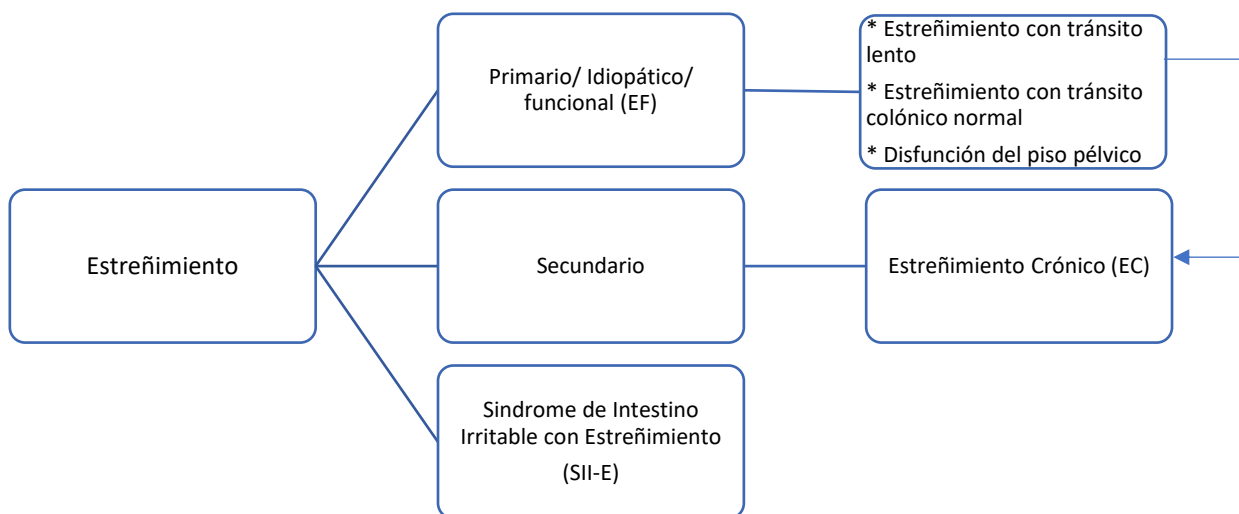 Estreñimiento
Primario/ Idiopático/
funcional (EF)
* Estreñimiento con tránsito
lento
* Estreñimiento con tránsito
colónico normal
* Disfunción del piso pélvico
Secundario
Estreñimiento Crónico (EC)
Sindrome de Intestino
Irritable con Estreñimiento
(SII-E)